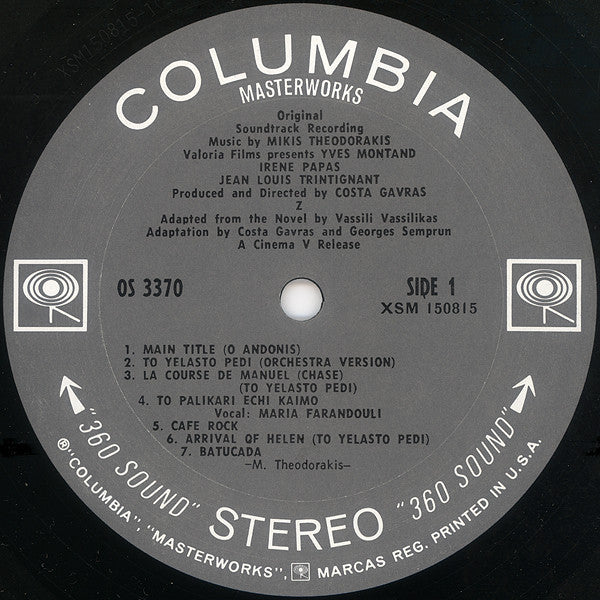 XSM150815-1
COLUMBIA
MASTERWORKS
Original
Soundtrack Recording
Music by MIKIS THEODORAKIS
Valoria Films presents YVES MONTAND
IRENE PAPAS
JEAN LOUIS TRINTIGNANT
Produced and Directed by COSTA GAVRAS
Z
Adapted from the Novel by Vassili Vassilikas
Adaptation by Costa Gavras and Georges Semprun
A Cinema V Release
OS 3370
SIDE 1
XSM 150815
1. MAIN TITLE (O ANDONIS)
2. TO YELASTO PEDI (ORCHESTRA VERSION)
3. LA COURSE DE MANUEL (CHASE)
(TO YELASTO PEDI)
4. TO PALIKARI ECHI KAIMO
Vocal: MARIA FARANDOULI
5. CAFE ROCK
6. ARRIVAL OF HELEN (TO YELASTO PEDI)
7. BATUCADA
—M. Theodorakis—
"360 SOUND" STEREO "360 SOUND"
®"COLUMBIA", "MASTERWORKS", MARCAS REG. PRINTED IN U.S.A.